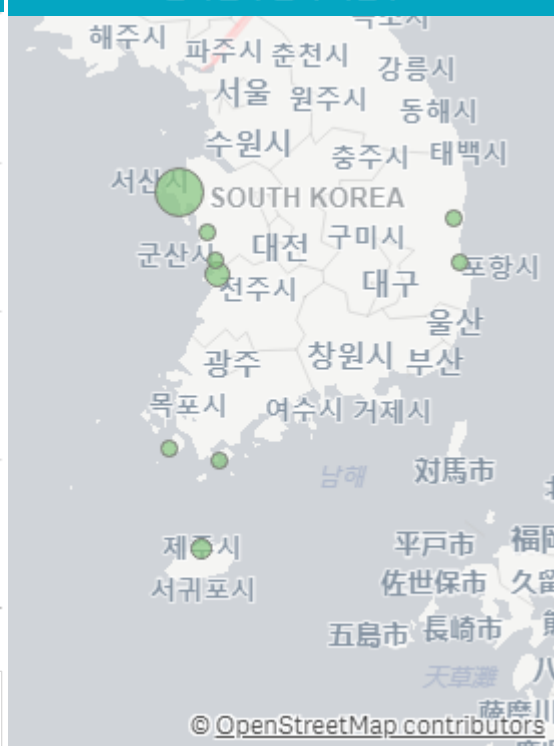 해주시
파주시 춘천시
강릉시
서울 원주시
동해시
수원시
충주시 태백시
서산시
SOUTH KOREA
군산시 대전 구미시
전주시 대구 포항시
울산
광주 창원시 부산
목포시 여수시 거제시
남해 対馬市
제주시
平戸市 福岡
서귀포시
佐世保市 久留
五島市 長崎市
天草灘
薩摩川
© OpenStreetMap contributors